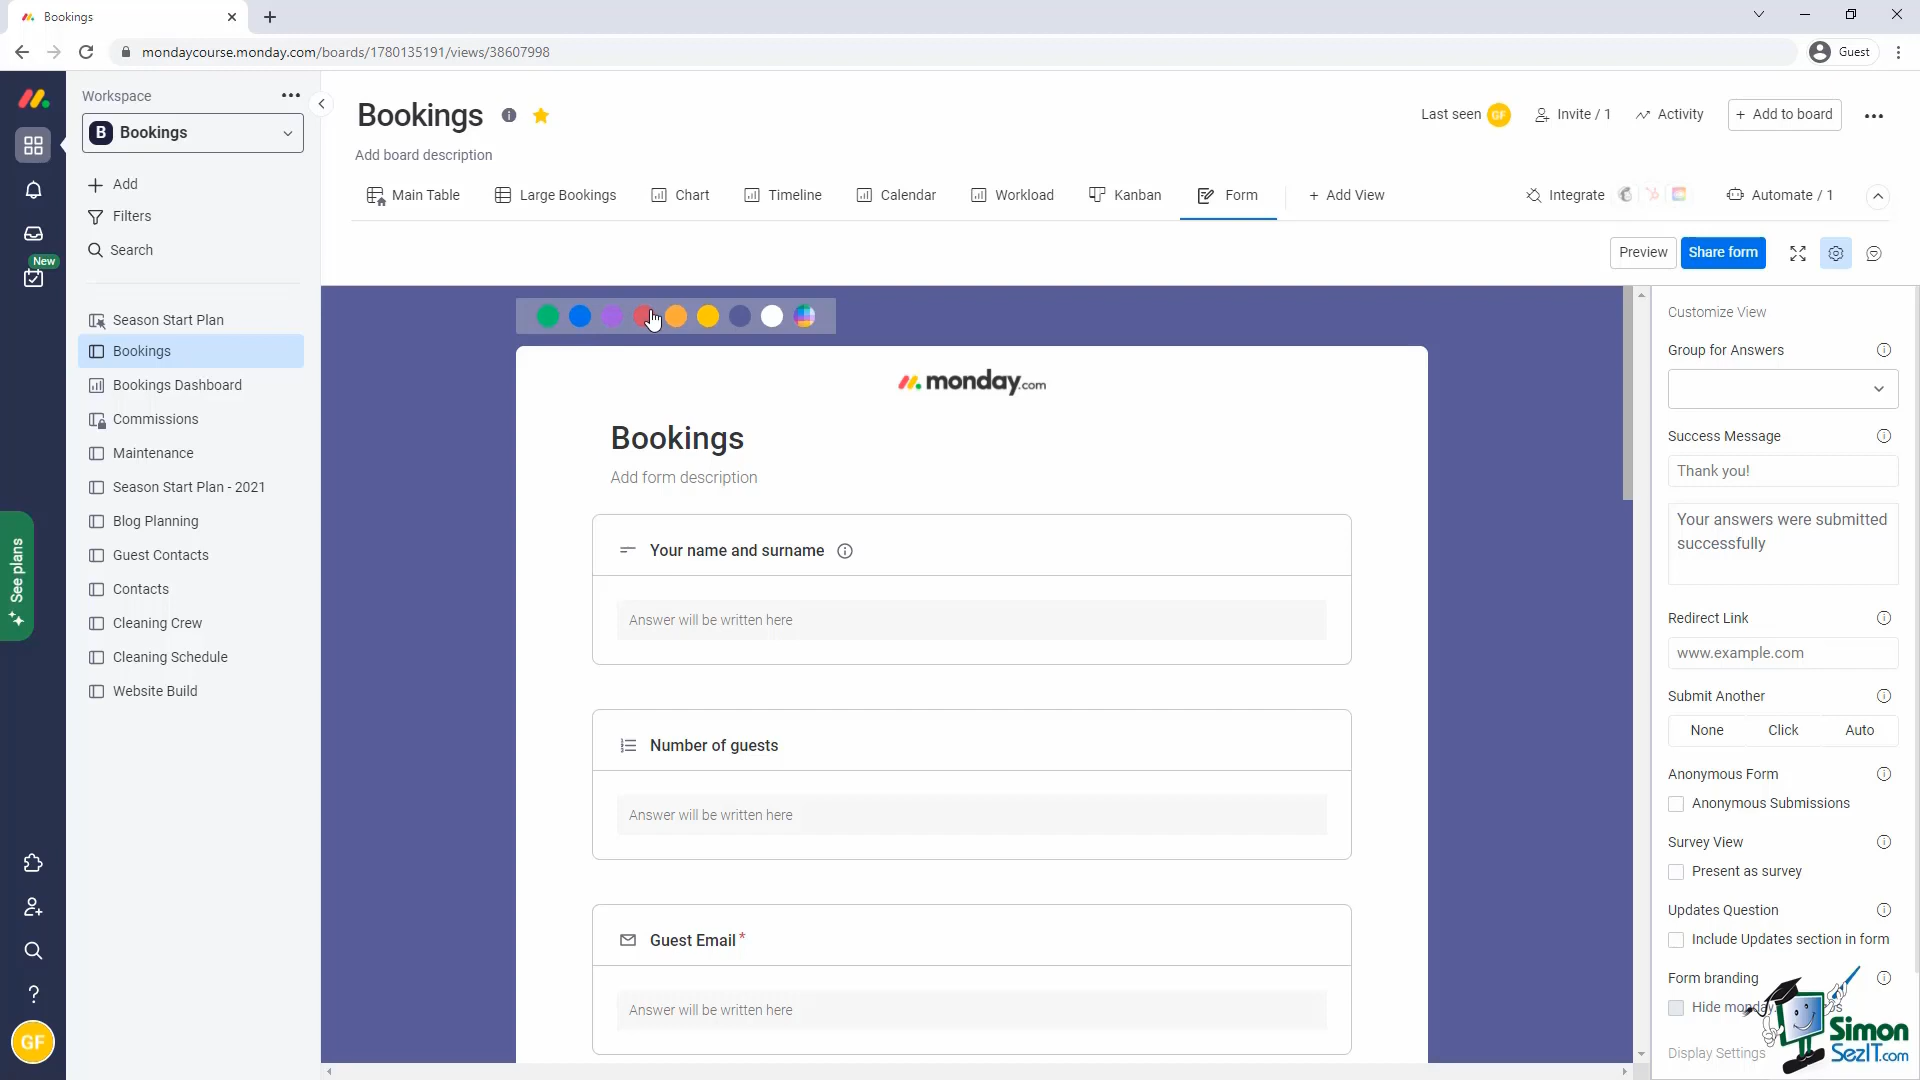 Bookings
mondaycourse.monday.com/boards/1780135191/views/38607998
Guest
Workspace
B Bookings
Add
Filters
Search
New
Season Start Plan
Bookings
Bookings Dashboard
Commissions
Maintenance
Season Start Plan - 2021
Blog Planning
Guest Contacts
Contacts
Cleaning Crew
Cleaning Schedule
Website Build
See plans
?
GF
Bookings
Add board description
Last seen GF
Invite / 1
Activity
+ Add to board
Main Table
Large Bookings
Chart
Timeline
Calendar
Workload
Kanban
Form
+ Add View
Integrate
Automate / 1
Preview
Share form
monday.com
Bookings
Add form description
Your name and surname
Answer will be written here
Number of guests
Answer will be written here
Guest Email *
Answer will be written here
Customize View
Group for Answers
Success Message
Thank you!
Your answers were submitted
successfully
Redirect Link
www.example.com
Submit Another
None Click Auto
Anonymous Form
Anonymous Submissions
Survey View
Present as survey
Updates Question
Include Updates section in form
Form branding
Hide
Display Settings
Simon
SezIT.com